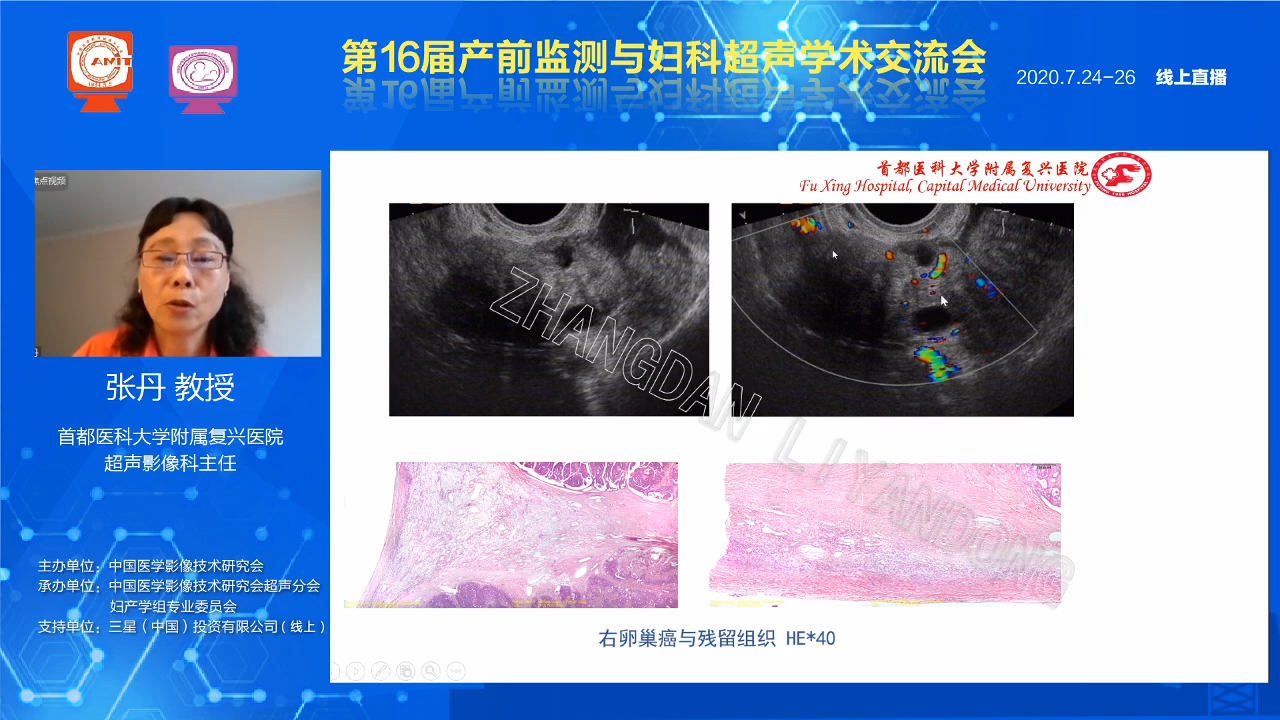 第16届产前监测与妇科超声学术交流会
2020.7.24-26 线上直播
CAMIT
焦点视频
张丹 教授
首都医科大学附属复兴医院
超声影像科主任
主办单位：中国医学影像技术研究会
承办单位：中国医学影像技术研究会超声分会
妇产学组专业委员会
支持单位：三星（中国）投资有限公司(线上)
首都医科大学附属复兴医院
Fu Xing Hospital, Capital Medical University
ZHANGDAN LIYANDONG
右卵巢癌与残留组织 HE*40